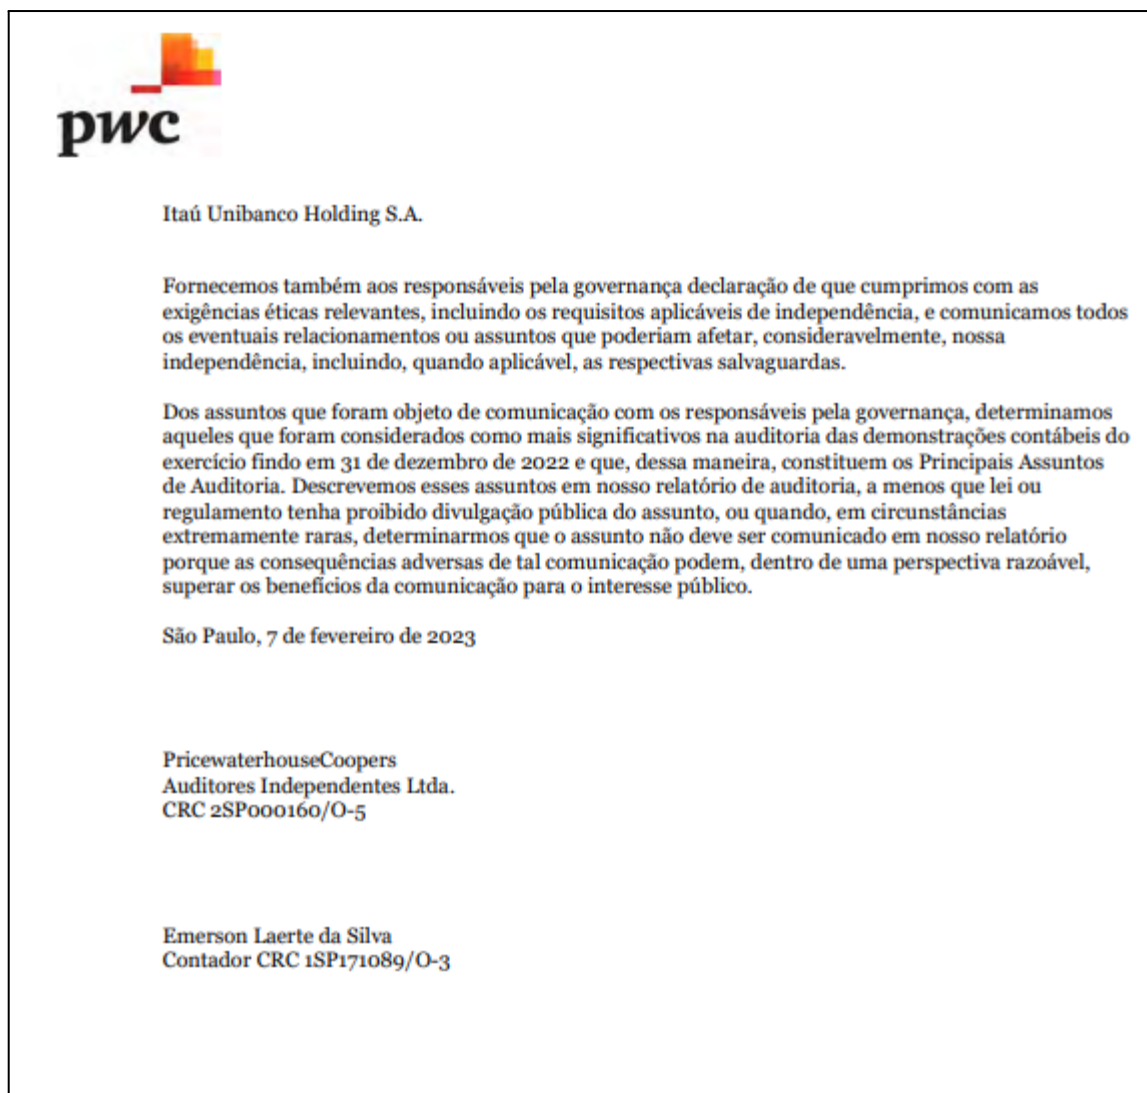 pwc
Itaú Unibanco Holding S.A.
Fornecemos também aos responsáveis pela governança declaração de que cumprimos com as
exigências éticas relevantes, incluindo os requisitos aplicáveis de independência, e comunicamos todos
os eventuais relacionamentos ou assuntos que poderiam afetar, consideravelmente, nossa
independência, incluindo, quando aplicável, as respectivas salvaguardas.
Dos assuntos que foram objeto de comunicação com os responsáveis pela governança, determinamos
aqueles que foram considerados como mais significativos na auditoria das demonstrações contábeis do
exercício findo em 31 de dezembro de 2022 e que, dessa maneira, constituem os Principais Assuntos
de Auditoria. Descrevemos esses assuntos em nosso relatório de auditoria, a menos que lei ou
regulamento tenha proibido divulgação pública do assunto, ou quando, em circunstâncias
extremamente raras, determinarmos que o assunto não deve ser comunicado em nosso relatório
porque as consequências adversas de tal comunicação podem, dentro de uma perspectiva razoável,
superar os benefícios da comunicação para o interesse público.
São Paulo, 7 de fevereiro de 2023
PricewaterhouseCoopers
Auditores Independentes Ltda.
CRC 2SP000160/O-5
Emerson Laerte da Silva
Contador CRC 1SP171089/O-3